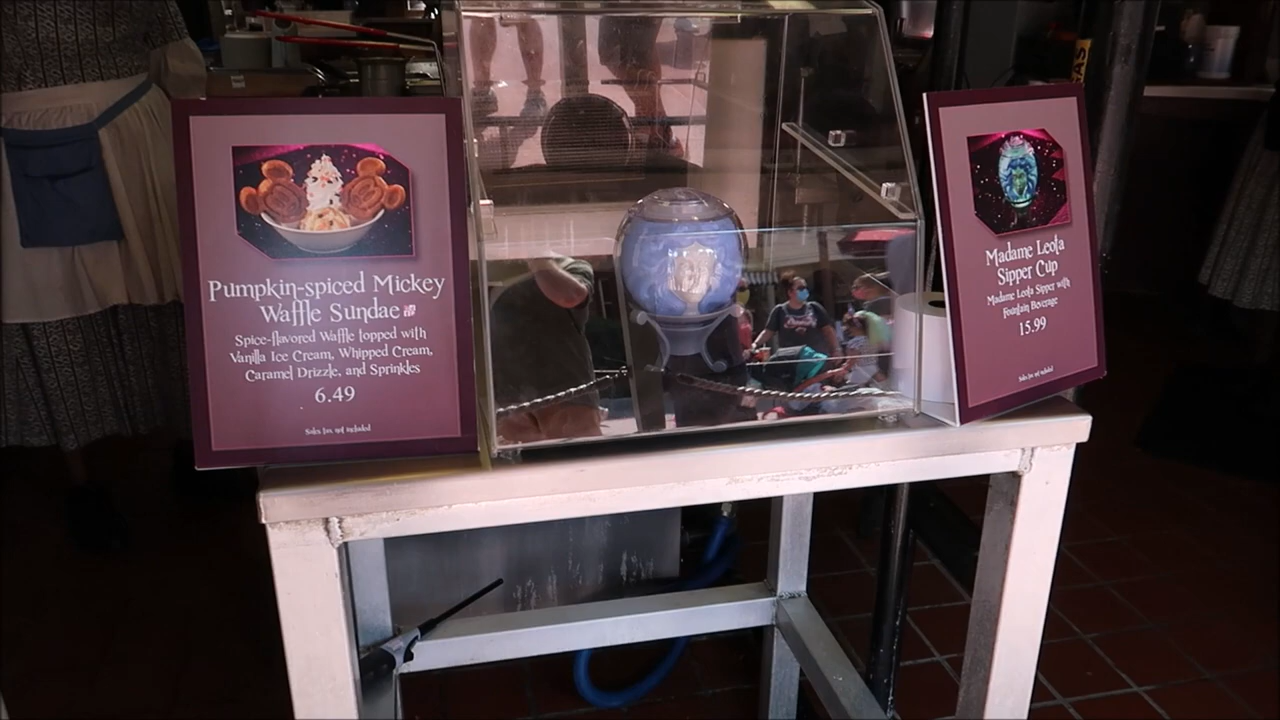 Pumpkin-spiced Mickey
Waffle Sundae
Spice-flavored Waffle topped with
Vanilla Ice Cream, Whipped Cream,
Caramel Drizzle, and Sprinkles
6.49
Sales tax not included
Madame Leota
Sipper Cup
Madame Leota Sipper with
Fountain Beverage
15.99
Sales tax not included
GAS